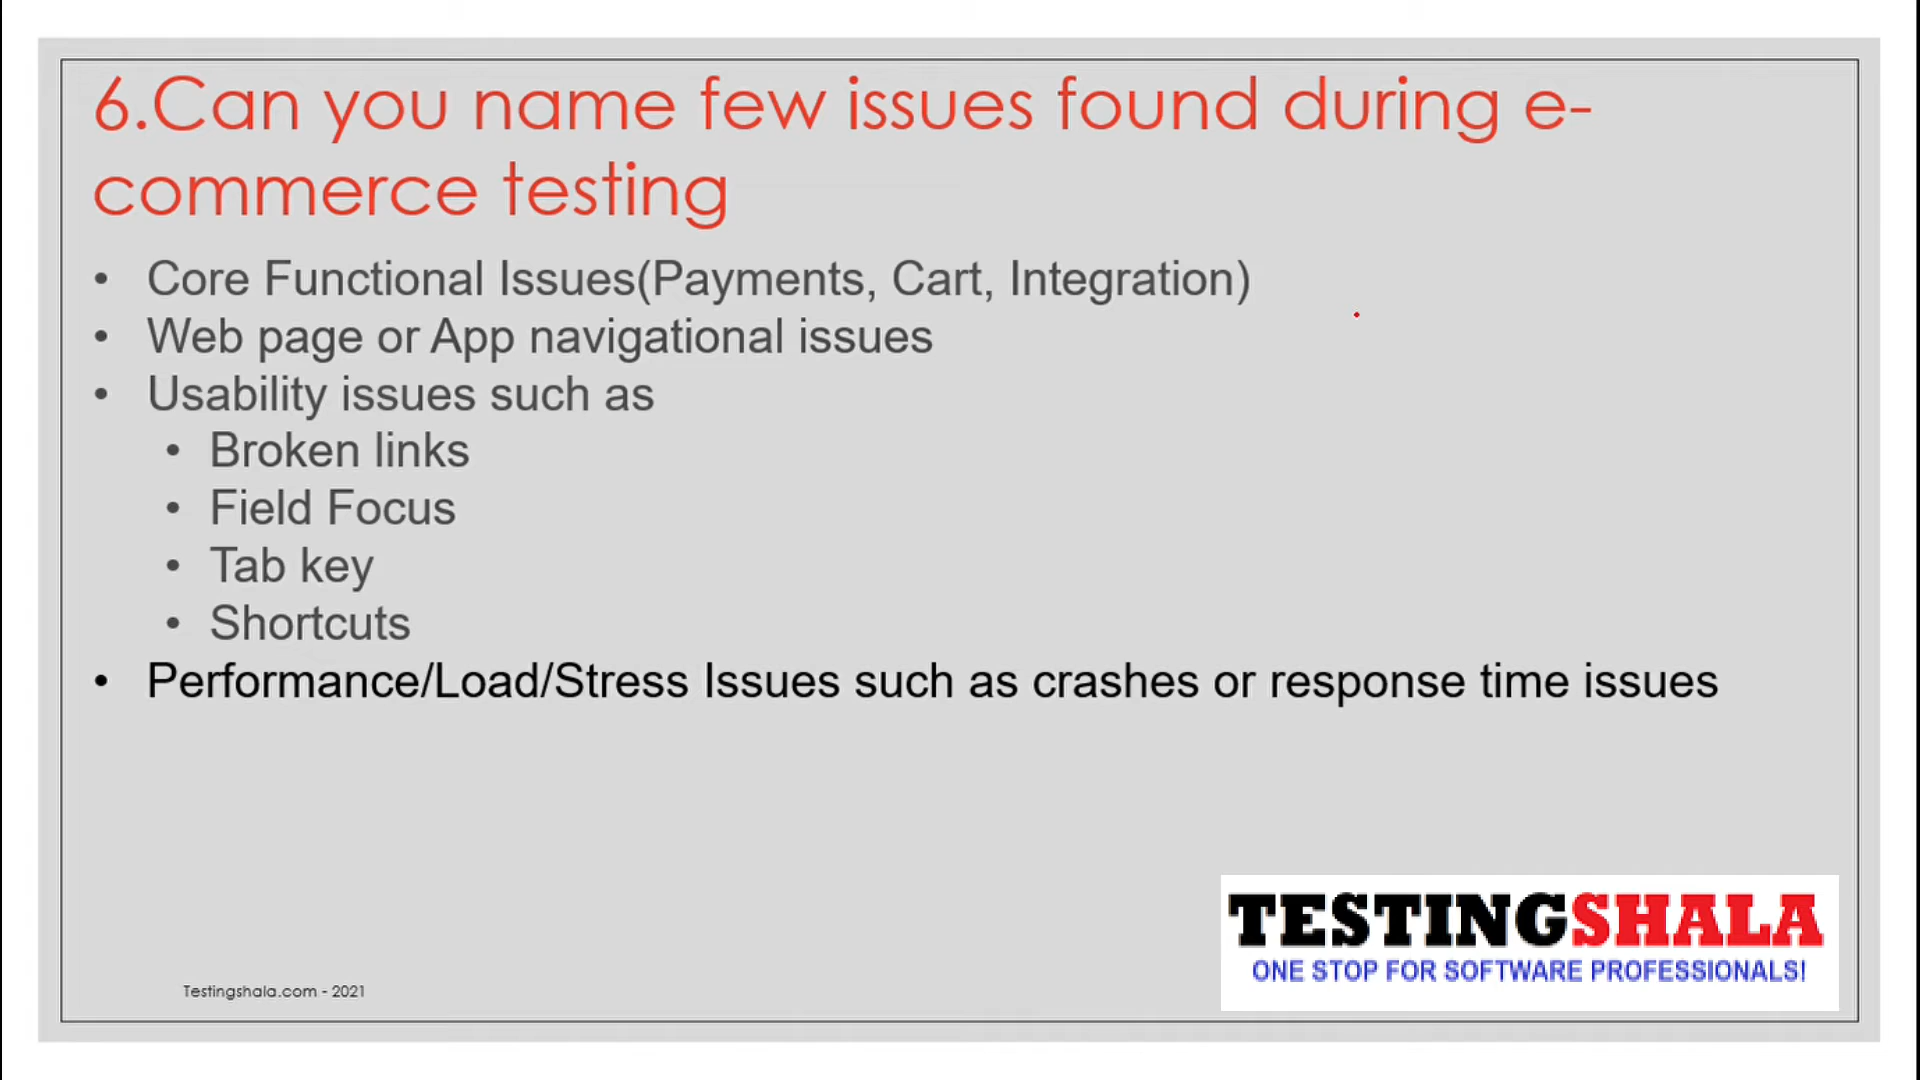 6.Can you name few issues found during e-
commerce testing
• Core Functional Issues(Payments, Cart, Integration)
• Web page or App navigational issues
• Usability issues such as
• Broken links
• Field Focus
• Tab key
• Shortcuts
• Performance/Load/Stress Issues such as crashes or response time issues
TESTINGSHALA
ONE STOP FOR SOFTWARE PROFESSIONALS!
Testingshala.com - 2021